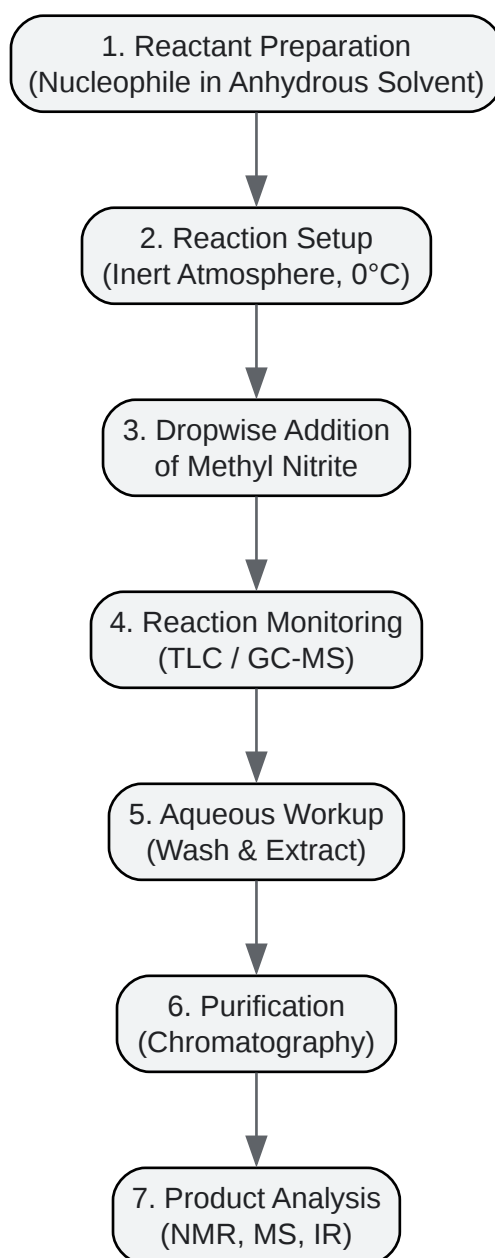 1. Reactant Preparation
(Nucleophile in Anhydrous Solvent)
2. Reaction Setup
(Inert Atmosphere, 0°C)
3. Dropwise Addition
of Methyl Nitrite
4. Reaction Monitoring
(TLC / GC-MS)
5. Aqueous Workup
(Wash & Extract)
6. Purification
(Chromatography)
7. Product Analysis
(NMR, MS, IR)